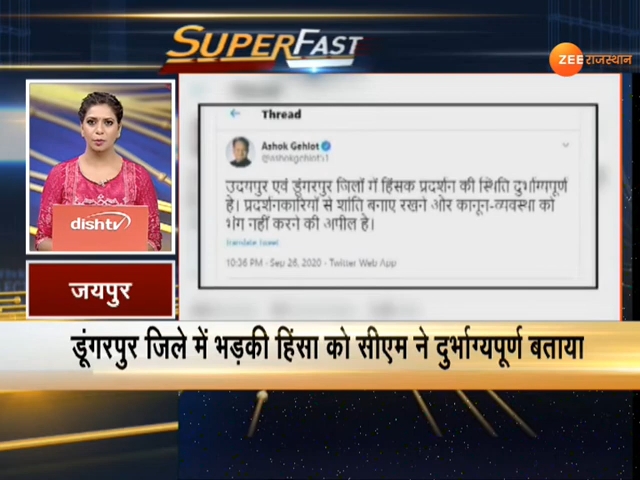 SUPERFAST
ZEE राजस्थान
Thread
Ashok Gehlot
@ashokgehlot51
उदयपुर एवं डूंगरपुर जिलों में हिंसक प्रदर्शन की स्थिति दुर्भाग्यपूर्ण
है। प्रदर्शनकारियों से शांति बनाए रखने और कानून-व्यवस्था को
भंग नहीं करने की अपील है।
Translate Tweet
10:36 PM - Sep 26, 2020 - Twitter Web App
dishtv
जयपुर
डूंगरपुर जिले में भड़की हिंसा को सीएम ने दुर्भाग्यपूर्ण बताया